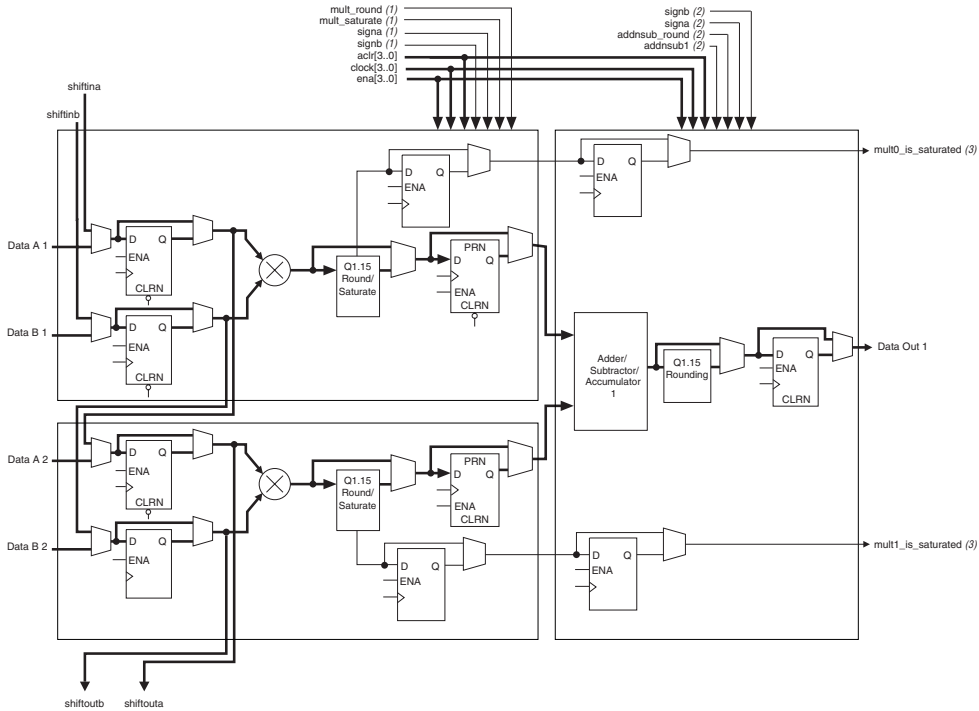 mult_round (1)
mult_saturate (1)
signa (1)
signb (1)
aclr[3..0]
clock[3..0]
ena[3..0]
signb (2)
signa (2)
addnsub_round (2)
addnsub1 (2)
shiftina
shiftinb
D Q
ENA
mult0_is_saturated (3)
D Q
ENA
Data A 1
D Q
ENA
CLRN
Q1.15
Round/
Saturate
PRN
D Q
ENA
CLRN
Data B 1
D Q
ENA
CLRN
Adder/
Subtractor/
Accumulator
1
Q1.15
Rounding
D Q
ENA
CLRN
Data Out 1
Data A 2
D Q
ENA
CLRN
Q1.15
Round/
Saturate
PRN
D Q
ENA
CLRN
Data B 2
D Q
ENA
D Q
ENA
D Q
ENA
mult1_is_saturated (3)
shiftoutb
shiftouta